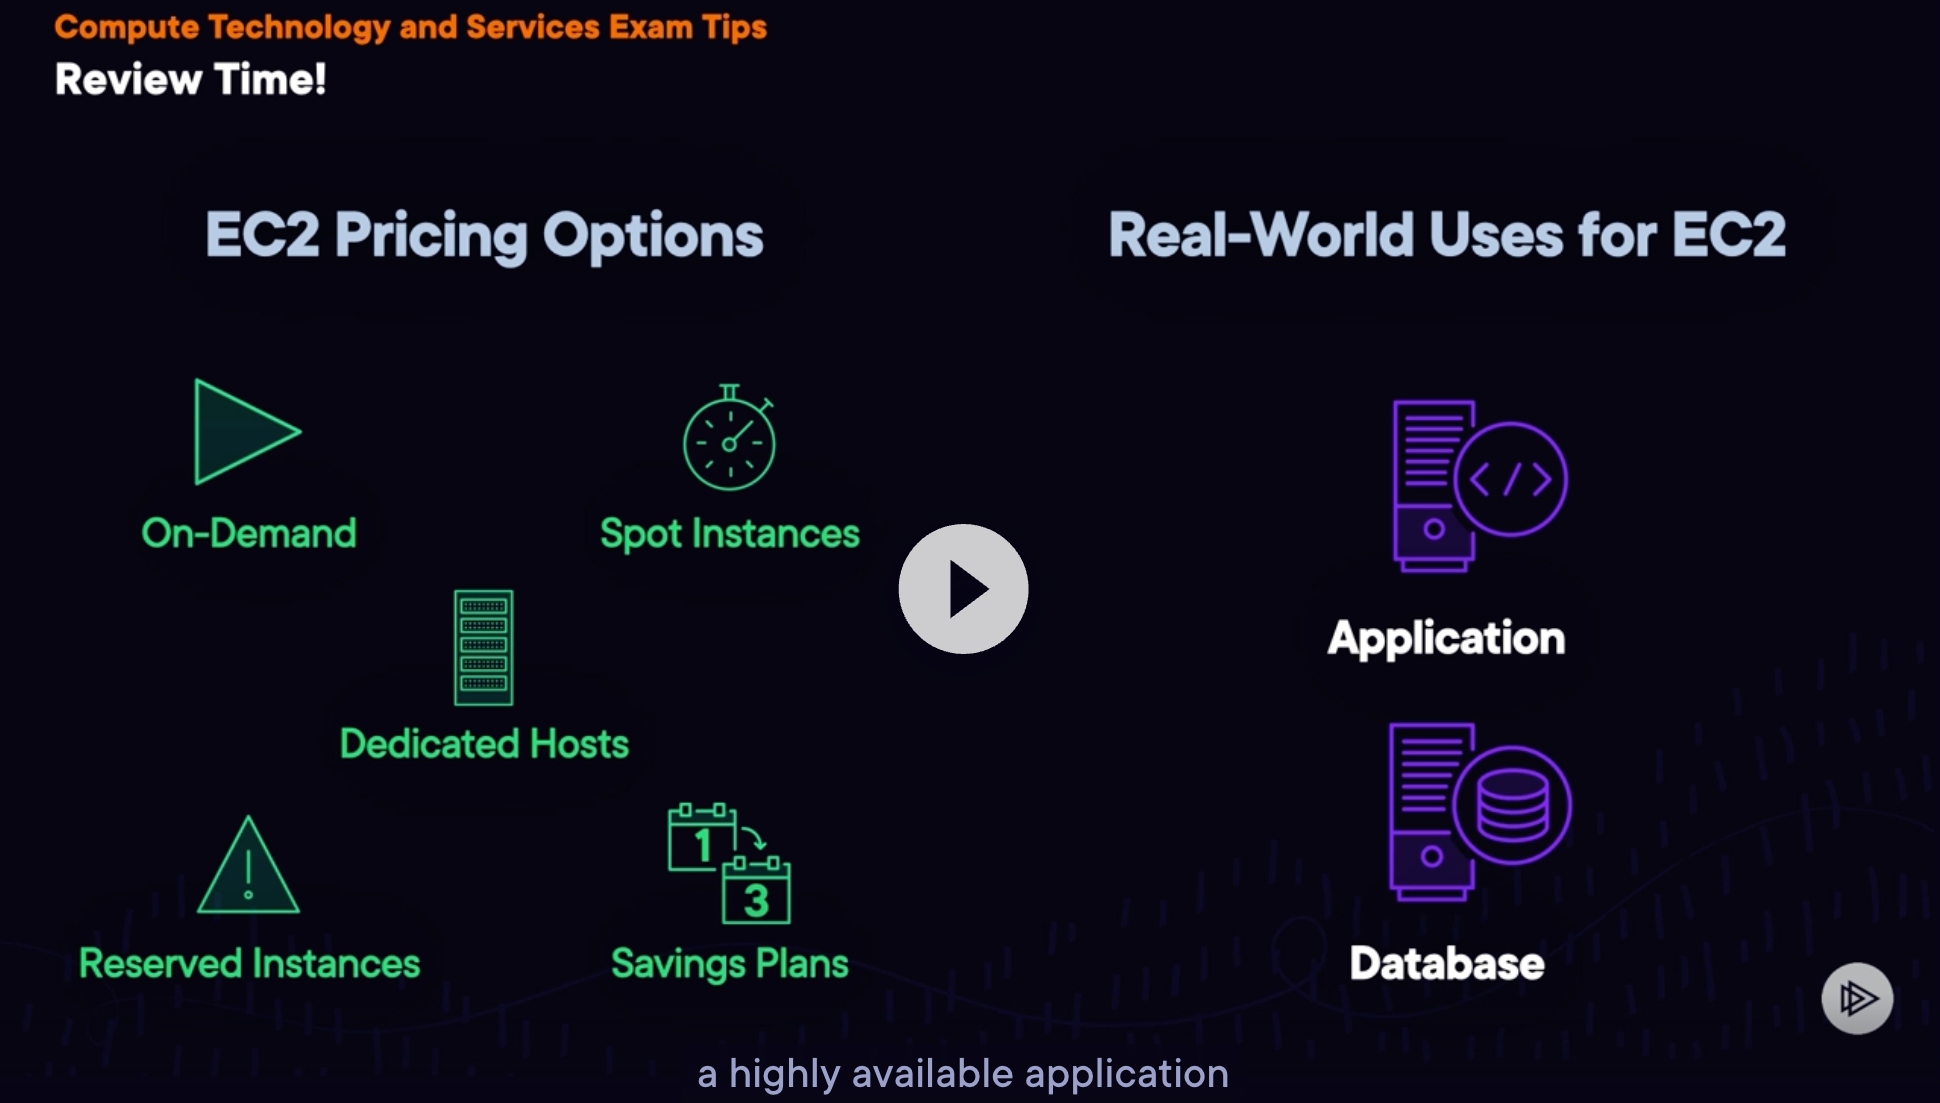 Compute Technology and Services Exam Tips
Review Time!
EC2 Pricing Options
On-Demand
Spot Instances
Dedicated Hosts
Reserved Instances
1
3
Savings Plans
Real-World Uses for EC2
</>
Application
Database
a highly available application